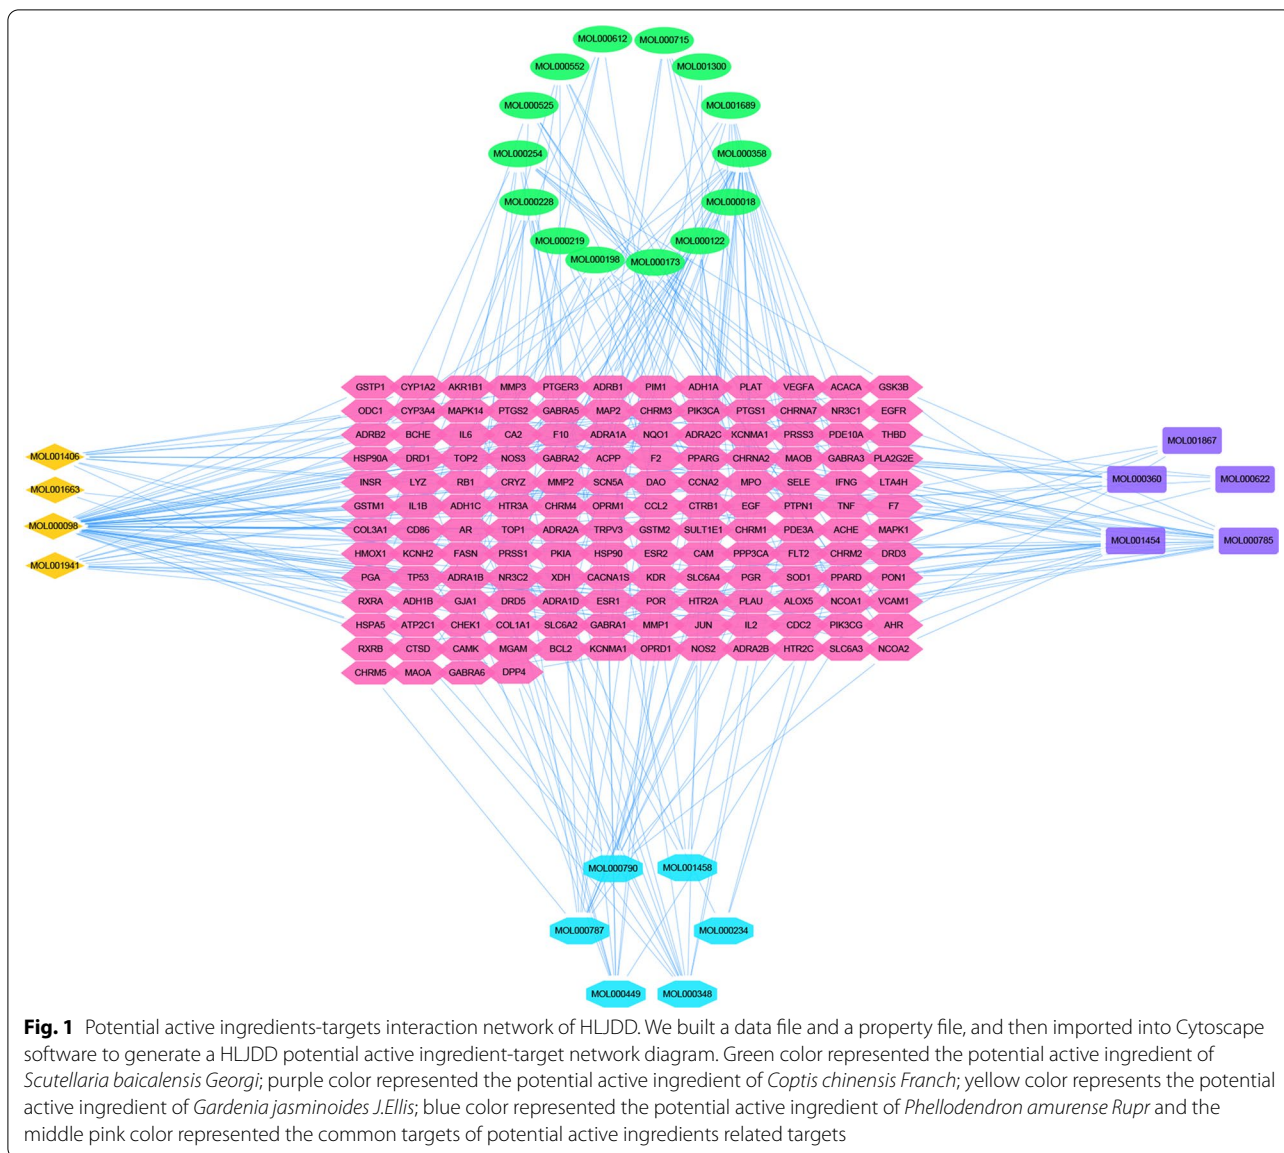 MOL000612 MOL000715
MOL000552 MOL001300
MOL000525 MOL001689
MOL000254 MOL000358
MOL000228 MOL000018
MOL000219 MOL000122
MOL000198 MOL000173
GSTP1 CYP1A2 AKR1B1 MMP3 PTGER3 ADRB1 PIM1 ADH1A PLAT VEGFA ACACA GSK3B
ODC1 CYP3A4 MAPK14 PTGS2 GABRA5 MAP2 CHRM3 PIK3CA PTGS1 CHRNA7 NR3C1 EGFR
ADRB2 BCHE IL6 CA2 F10 ADRA1A NQO1 ADRA2C KCNMA1 PRSS3 PDE10A THBD
HSP90A DRD1 TOP2 NOS3 GABRA2 ACPP F2 PPARG CHRNA2 MAOB GABRA3 PLA2G2E
INSR LYZ RB1 CRYZ MMP2 SCN5A DAO CCNA2 MPO SELE IFNG LTA4H
GSTM1 IL1B ADH1C HTR3A CHRM4 OPRM1 CCL2 CTRB1 EGF PTPN1 TNF F7
COL3A1 CD86 AR TOP1 ADRA2A TRPV3 GSTM2 SULT1E1 CHRM1 PDE3A ACHE MAPK1
HMOX1 KCNH2 FASN PRSS1 PKIA HSP90 ESR2 CAM PPP3CA FLT2 CHRM2 DRD3
PGA TP53 ADRA1B NR3C2 XDH CACNA1S KDR SLC6A4 PGR SOD1 PPARD PON1
RXRA ADH1B GJA1 DRD5 ADRA1D ESR1 POR HTR2A PLAU ALOX5 NCOA1 VCAM1
HSPA5 ATP2C1 CHEK1 COL1A1 SLC6A2 GABRA1 MMP1 JUN IL2 CDC2 PIK3CG AHR
RXRB CTSD CAMK MGAM BCL2 KCNMA1 OPRD1 NOS2 ADRA2B HTR2C SLC6A3 NCOA2
CHRM5 MAOA GABRA6 DPP4
MOL001406
MOL001663
MOL000098
MOL001941
MOL001867
MOL000360 MOL000622
MOL001454 MOL000785
MOL000790 MOL001458
MOL000787 MOL000234
MOL000449 MOL000348
Fig. 1 Potential active ingredients-targets interaction network of HLJDD. We built a data file and a property file, and then imported into Cytoscape
software to generate a HLJDD potential active ingredient-target network diagram. Green color represented the potential active ingredient of
Scutellaria baicalensis Georgi; purple color represented the potential active ingredient of Coptis chinensis Franch; yellow color represents the potential
active ingredient of Gardenia jasminoides J.Ellis; blue color represented the potential active ingredient of Phellodendron amurense Rupr and the
middle pink color represented the common targets of potential active ingredients related targets